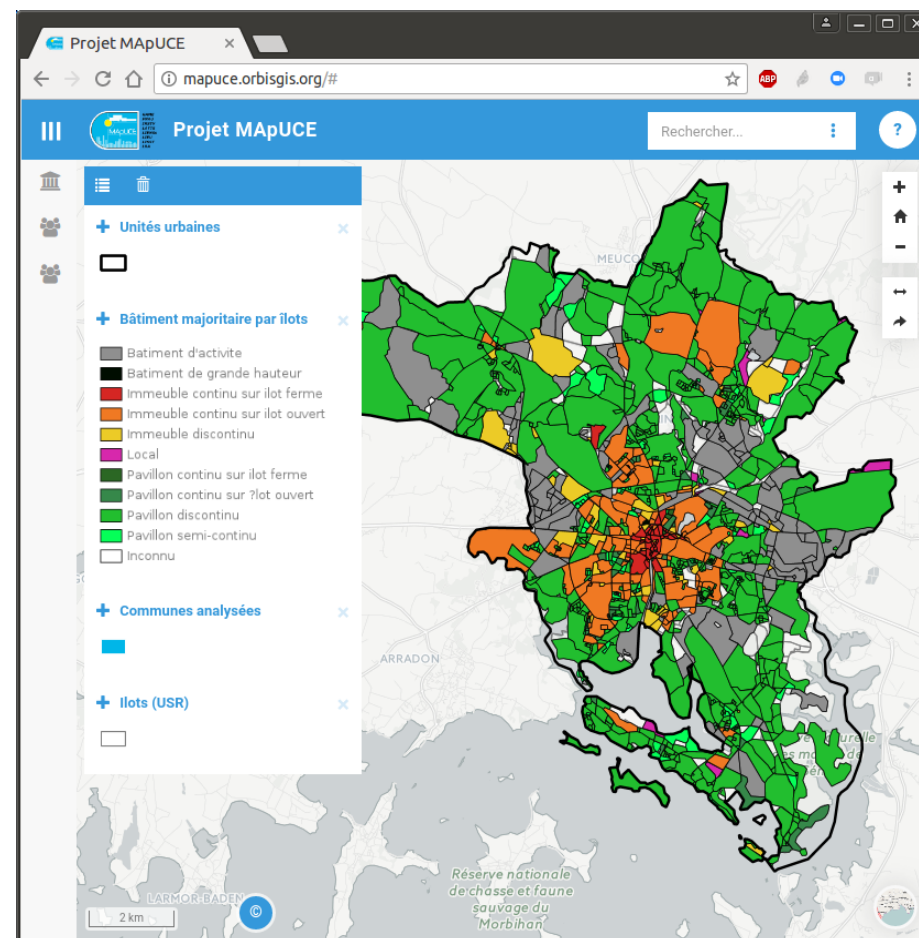 Projet MApUCE
mapuce.orbisgis.org/#
ABP
MApUCE
Projet MApUCE
Rechercher...
?
Unités urbaines
Bâtiment majoritaire par îlots
Batiment d'activite
Batiment de grande hauteur
Immeuble continu sur ilot ferme
Immeuble continu sur ilot ouvert
Immeuble discontinu
Local
Pavillon continu sur ilot ferme
Pavillon continu sur ?lot ouvert
Pavillon discontinu
Pavillon semi-continu
Inconnu
Communes analysées
Ilots (USR)
MEUCO
ARRADON
Réserve nationale
de chasse et faune
sauvage du
Morbihan
LARMOR-BADEN
2 km
©